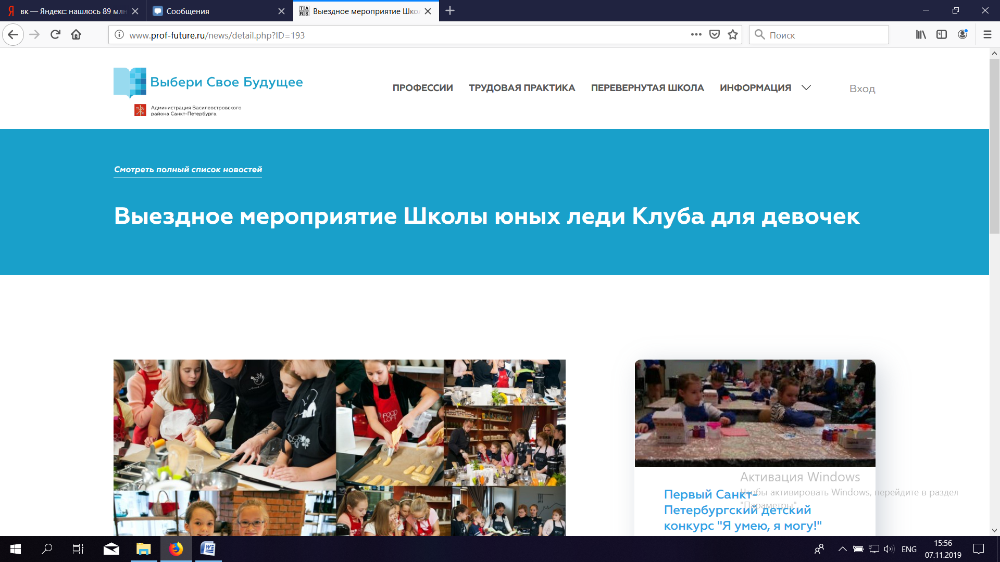 вк — Яндекс: нашлось 89 млн
Сообщения
Выездное мероприятие Шко
www.prof-future.ru/news/detail.php?ID=193
Поиск
Выбери Свое Будущее
Администрация Василеостровского
района Санкт-Петербурга
ПРОФЕССИИ
ТРУДОВАЯ ПРАКТИКА
ПЕРЕВЕРНУТАЯ ШКОЛА
ИНФОРМАЦИЯ
Вход
Смотреть полный список новостей
Выездное мероприятие Школы юных леди Клуба для девочек
FOOD
LOFT
Первый Санкт-
Петербургский детский
конкурс "Я умею, я могу!"
Активация Windows
Чтобы активировать Windows, перейдите в раздел
"Параметры"
ENG
15:56
07.11.2019